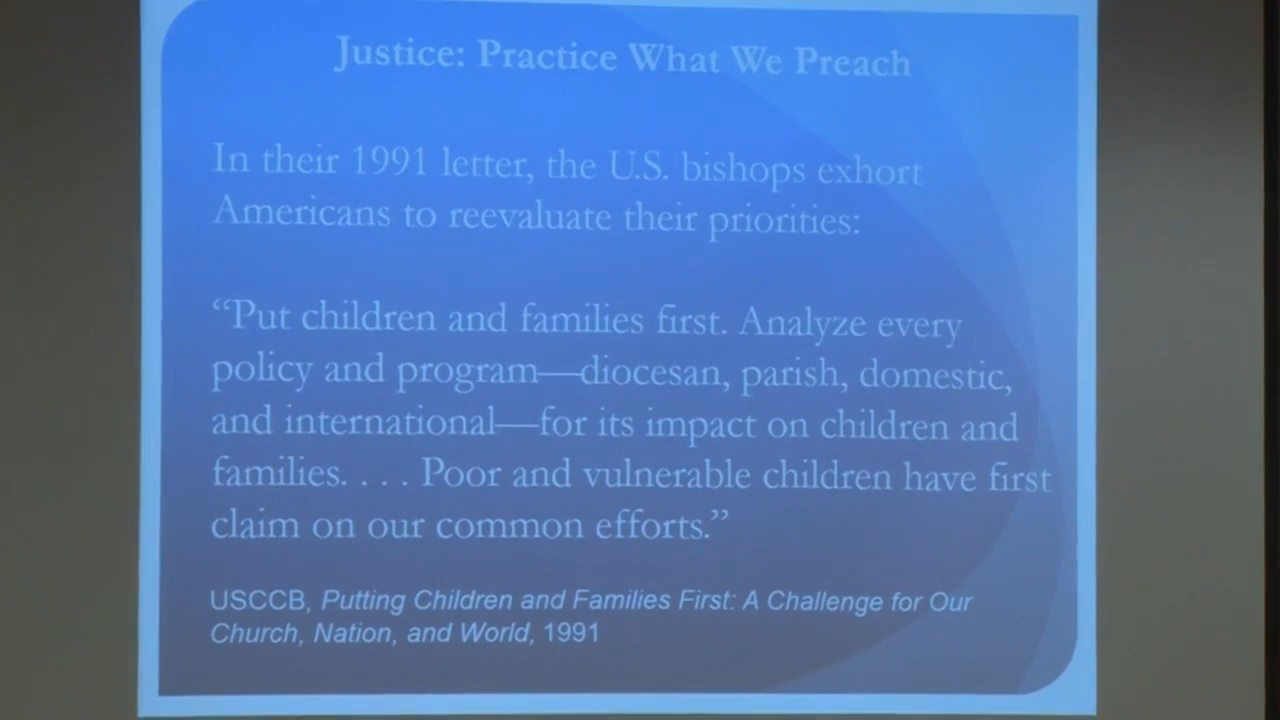 Justice: Practice What We Preach
In their 1991 letter, the U.S. bishops exhort
Americans to reevaluate their priorities:
“Put children and families first. Analyze every
policy and program—diocesan, parish, domestic,
and international—for its impact on children and
families. . . . Poor and vulnerable children have first
claim on our common efforts.”
USCCB, Putting Children and Families First: A Challenge for Our
Church, Nation, and World, 1991